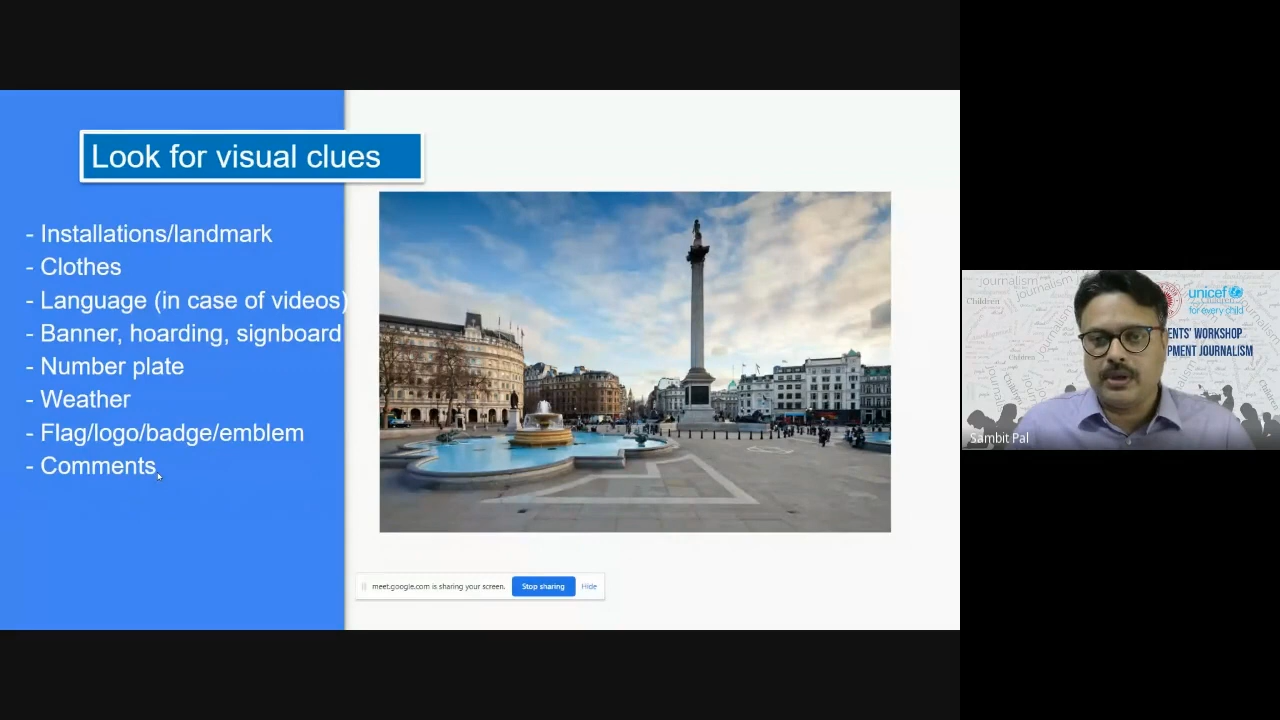 Look for visual clues
- Installations/landmark
- Clothes
- Language (in case of videos)
- Banner, hoarding, signboard
- Number plate
- Weather
- Flag/logo/badge/emblem
- Comments
meet.google.com is sharing your screen.
Stop sharing
Hide
journalism
Children
unicef
for every child
ENTS' WORKSHOP
PMENT JOURNALISM
Sambit Pal